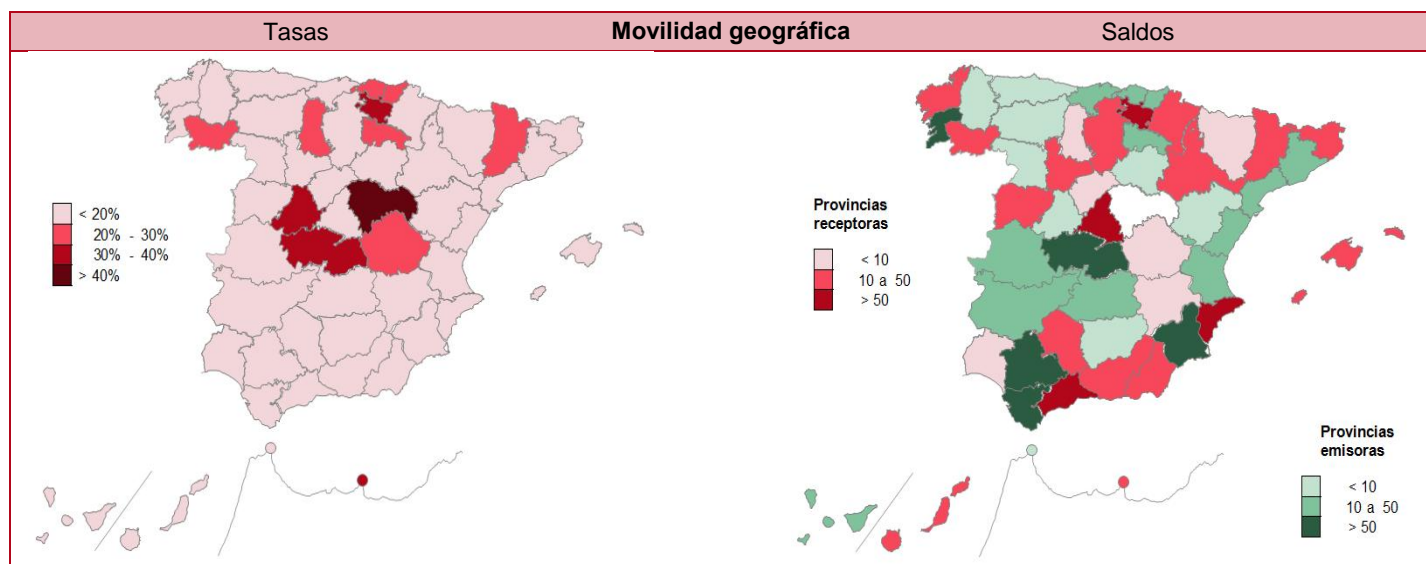 Tasas
Movilidad geográfica
Saldos
< 20%
20% - 30%
30% - 40%
> 40%
Provincias
receptoras
< 10
10 a 50
> 50
Provincias
emisoras
< 10
10 a 50
> 50